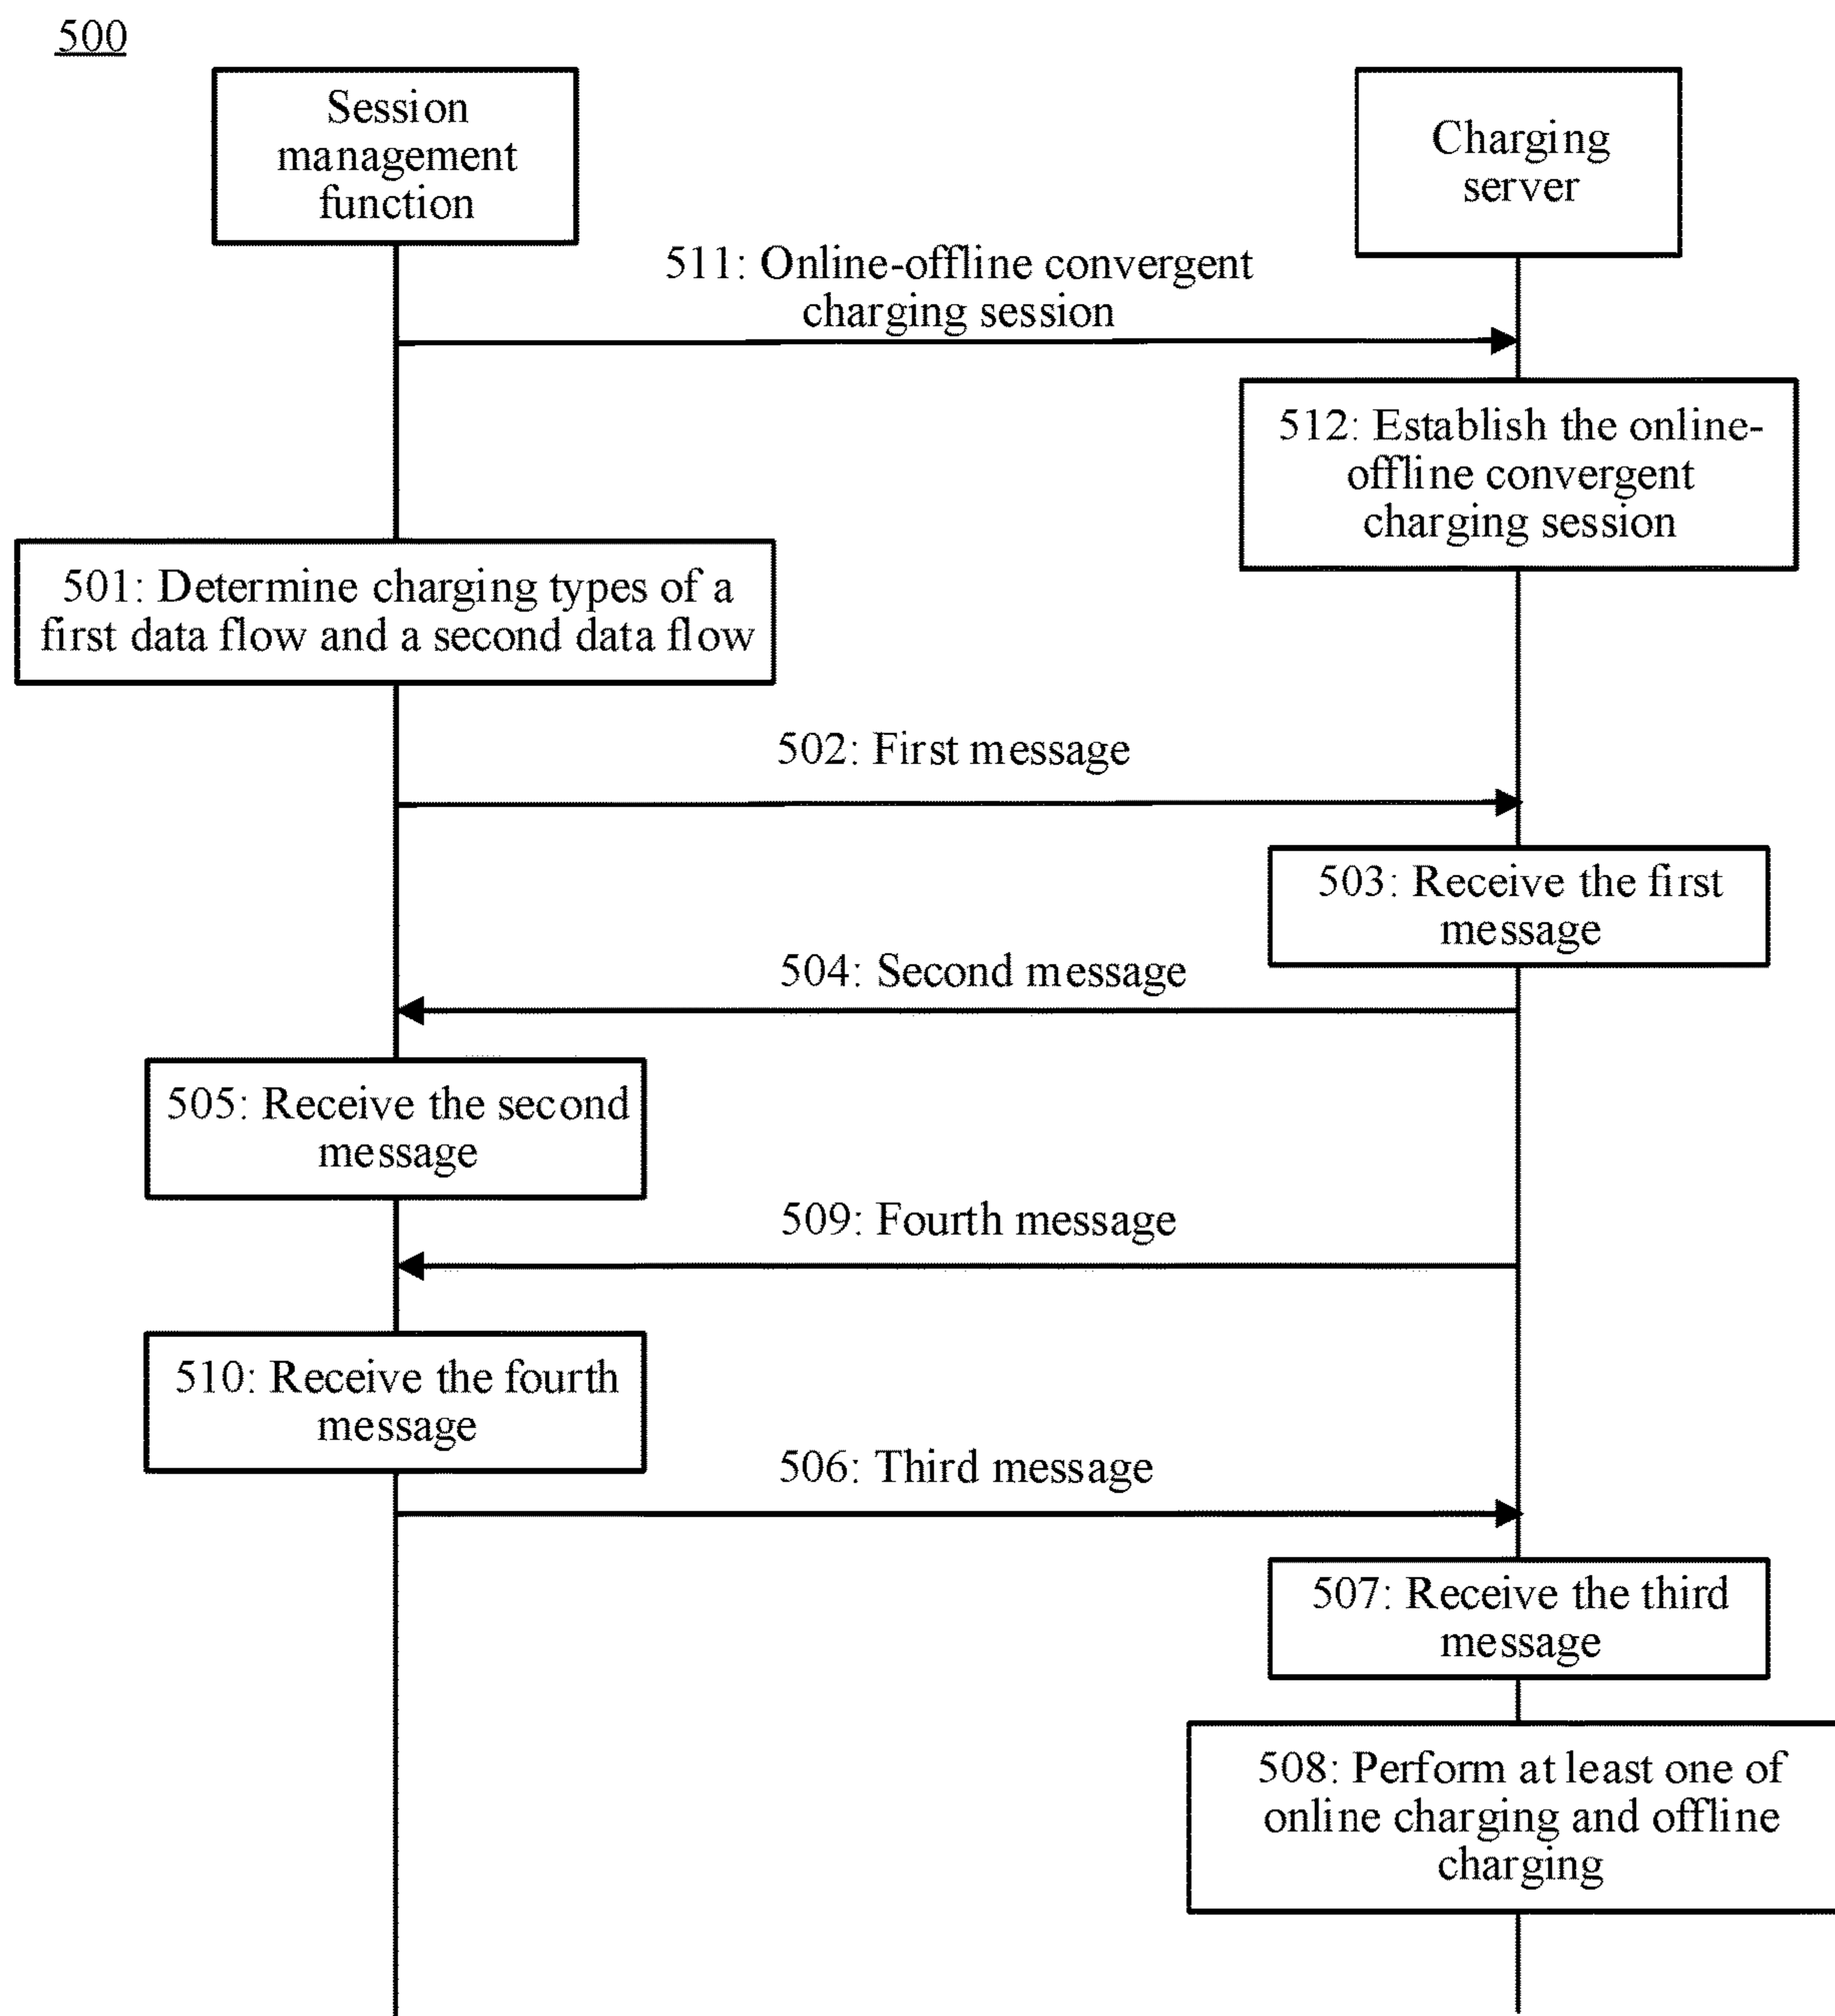 500
Session
management
function
Charging
server
511: Online-offline convergent
charging session
512: Establish the online-
offline convergent
charging session
501: Determine charging types of a
first data flow and a second data flow
502: First message
503: Receive the first
message
504: Second message
505: Receive the second
message
509: Fourth message
510: Receive the fourth
message
506: Third message
507: Receive the third
message
508: Perform at least one of
online charging and offline
charging